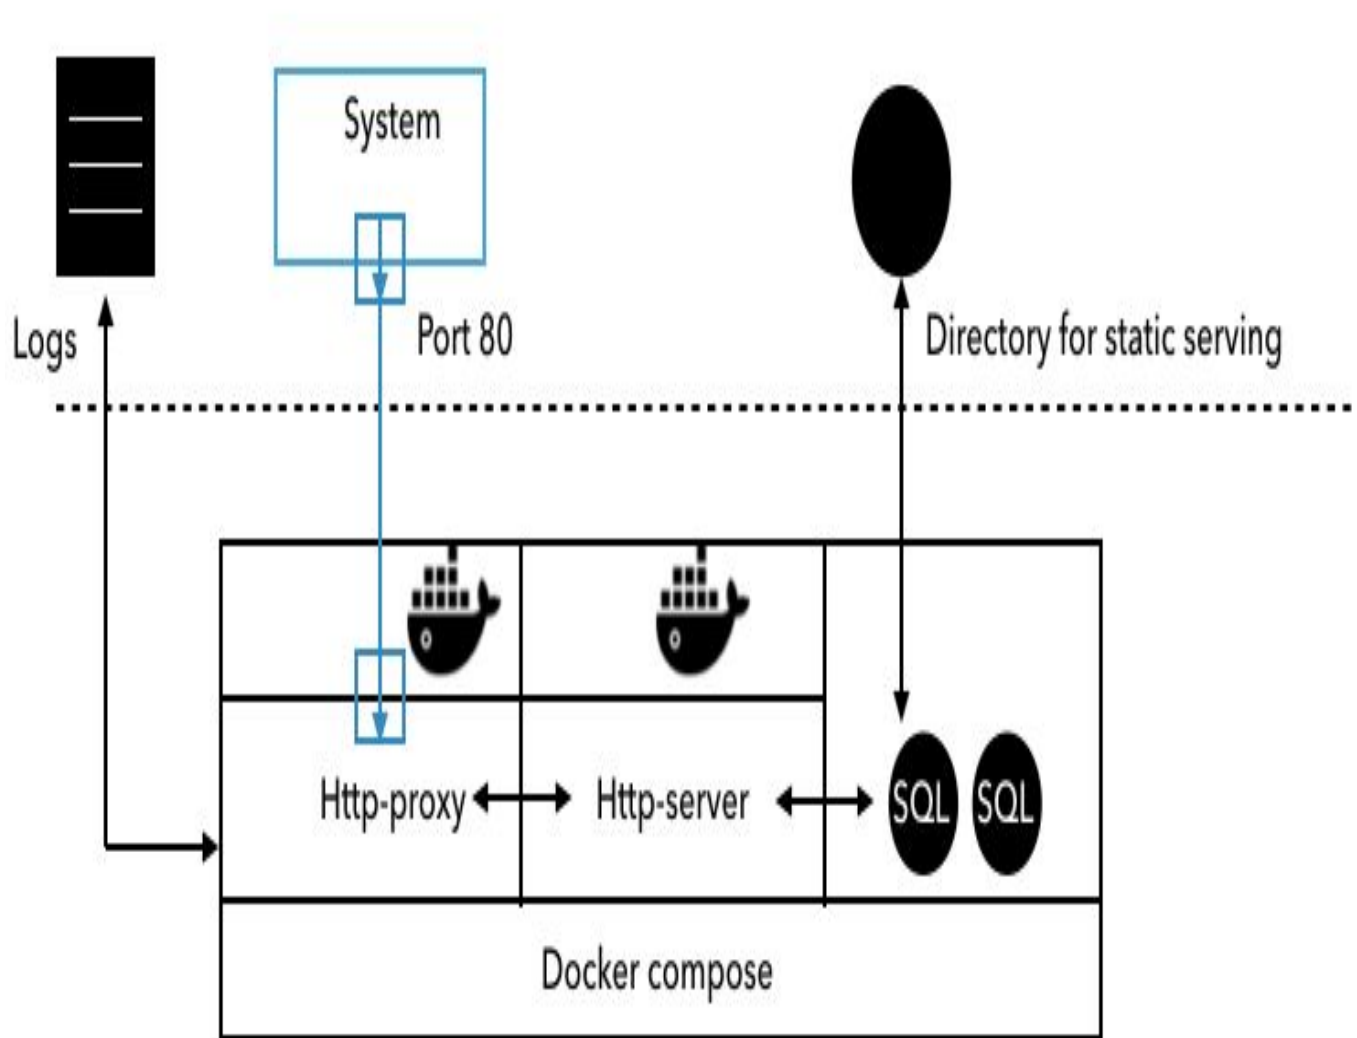 System
Logs
Port 80
Directory for static serving
Http-proxy
Http-server
SQL
SQL
Docker compose